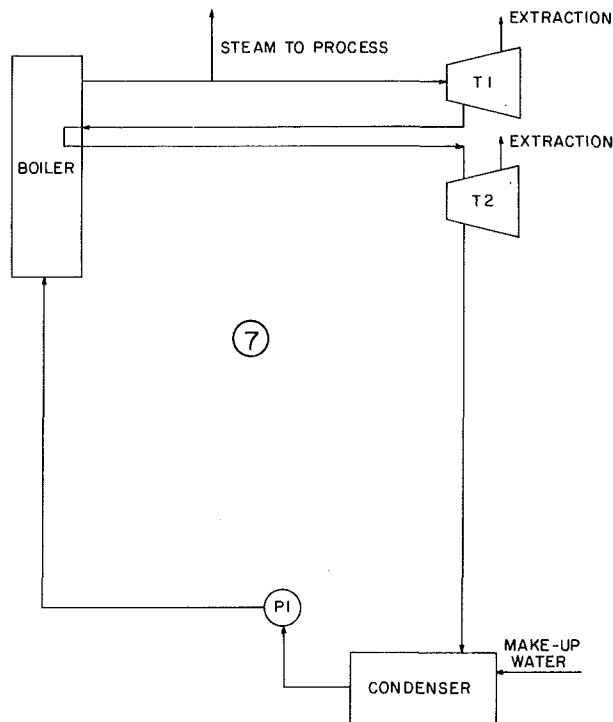 EXTRACTION
STEAM TO PROCESS
T1
EXTRACTION
BOILER
T2
7
P1
MAKE-UP
WATER
CONDENSER